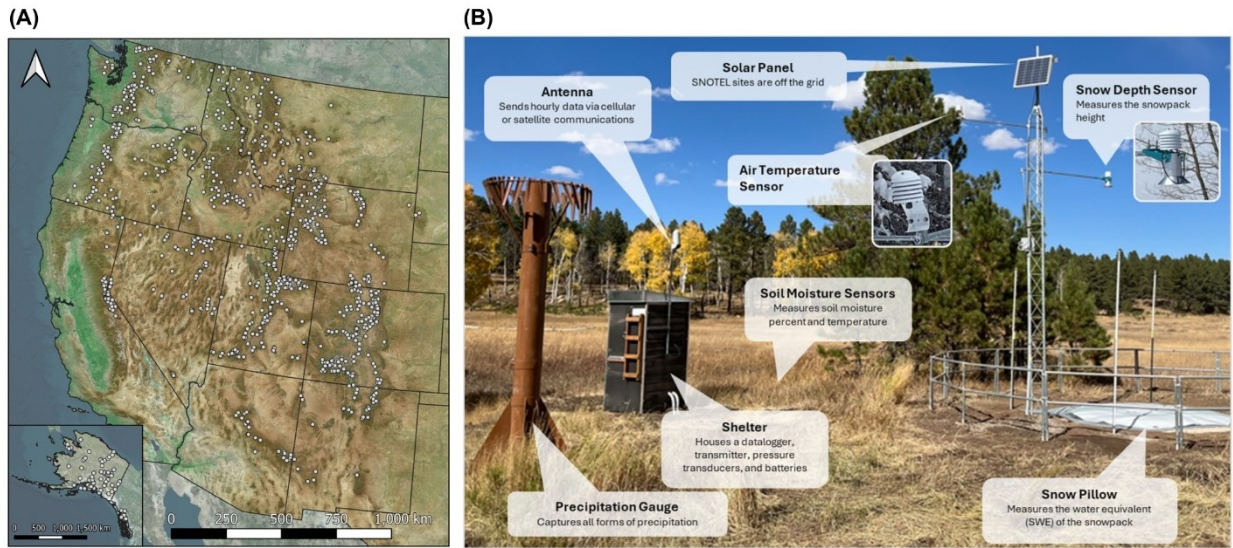 (A)
(B)
Solar Panel
SNOTEL sites are off the grid
Antenna
Sends hourly data via cellular
or satellite communications
Snow Depth Sensor
Measures the snowpack
height
Air Temperature
Sensor
Soil Moisture Sensors
Measures soil moisture
percent and temperature
Shelter
Houses a datalogger,
transmitter, pressure
transducers, and batteries
Precipitation Gauge
Captures all forms of precipitation
Snow Pillow
Measures the water equivalent
(SWE) of the snowpack
0 500 1,000 1,500 km
0 250 500 750 1,000 km